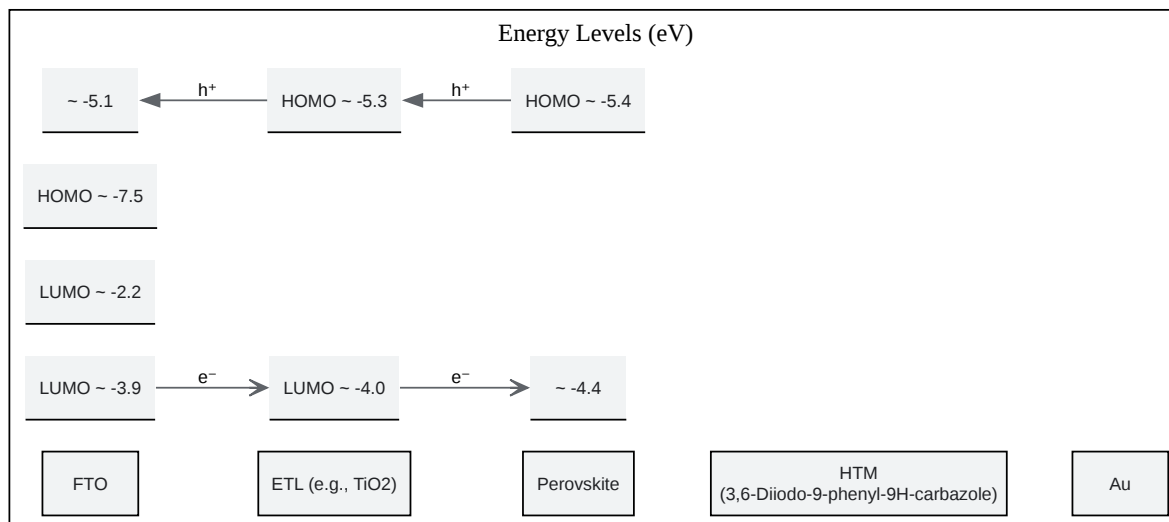 Energy Levels (eV)
~ -5.1
h⁺
HOMO ~ -5.3
h⁺
HOMO ~ -5.4
HOMO ~ -7.5
LUMO ~ -2.2
LUMO ~ -3.9
e⁻
LUMO ~ -4.0
e⁻
~ -4.4
FTO
ETL (e.g., TiO2)
Perovskite
HTM
(3,6-Diiodo-9-phenyl-9H-carbazole)
Au